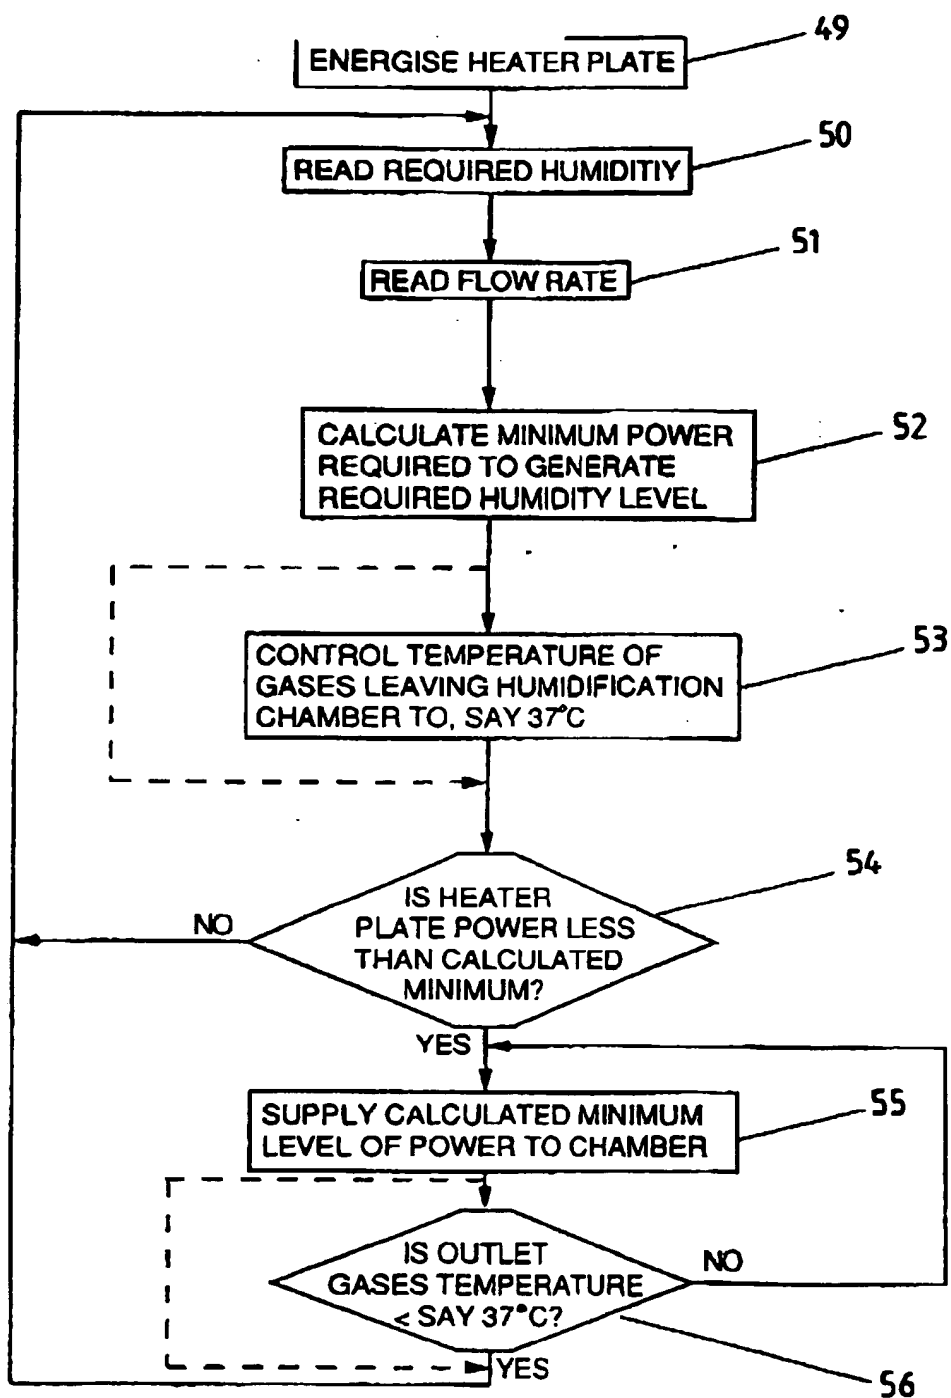 49
ENERGISE HEATER PLATE
50
READ REQUIRED HUMIDITIY
51
READ FLOW RATE
52
CALCULATE MINIMUM POWER
REQUIRED TO GENERATE
REQUIRED HUMIDITY LEVEL
53
CONTROL TEMPERATURE OF
GASES LEAVING HUMIDIFICATION
CHAMBER TO, SAY 37°C
54
IS HEATER
PLATE POWER LESS
THAN CALCULATED
MINIMUM?
NO
YES
55
SUPPLY CALCULATED MINIMUM
LEVEL OF POWER TO CHAMBER
IS OUTLET
GASES TEMPERATURE
< SAY 37°C?
NO
YES
56